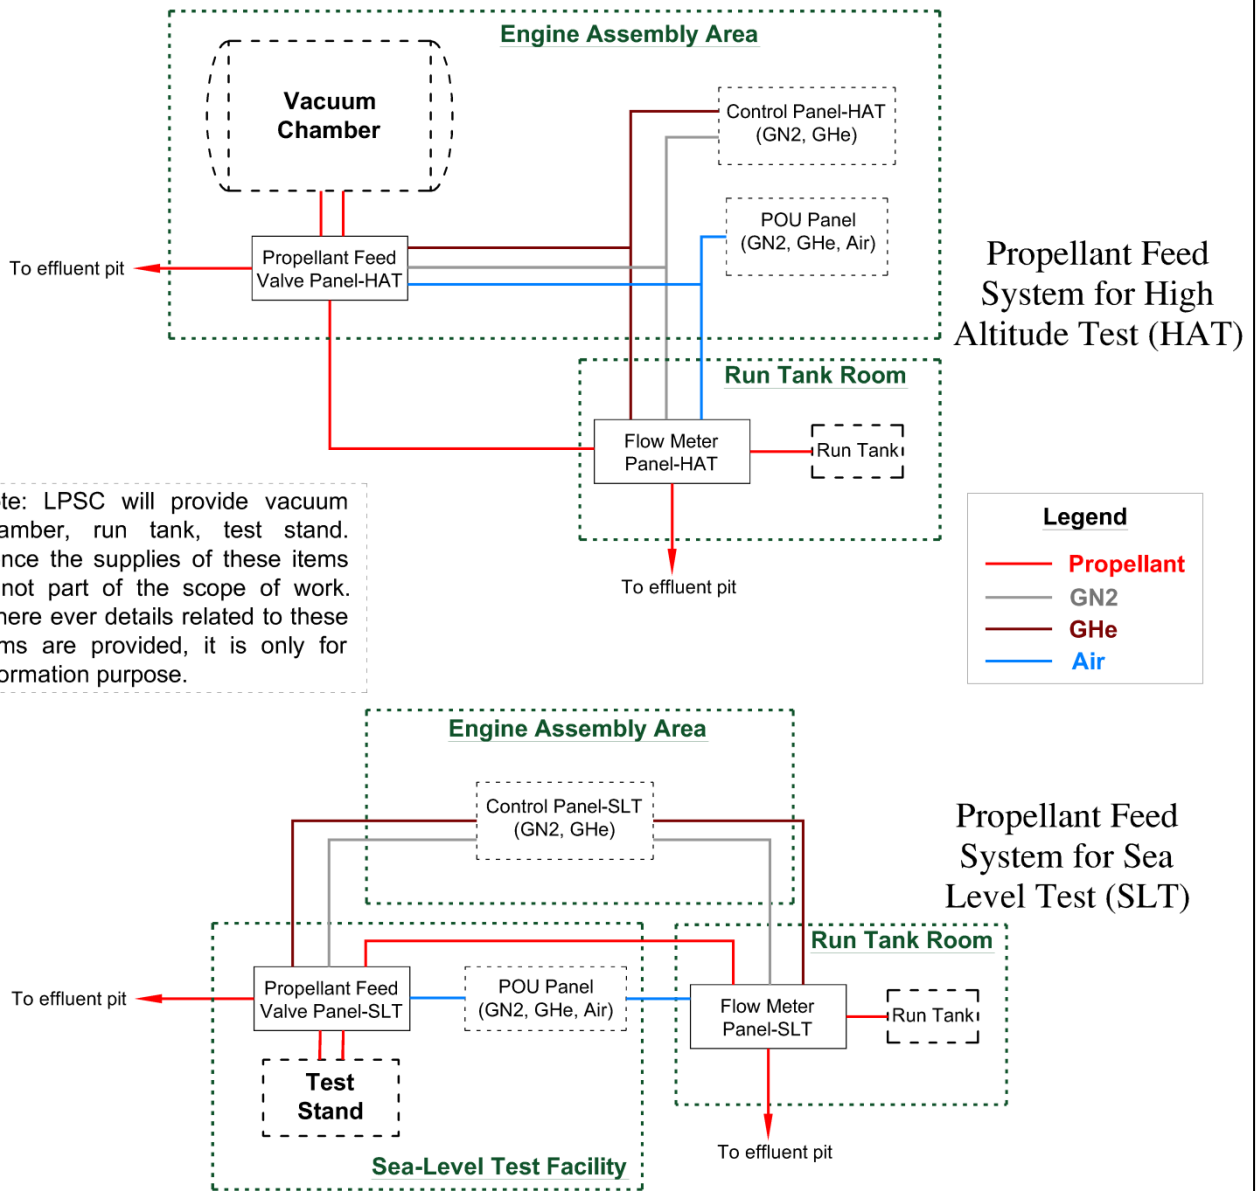 Engine Assembly Area
Vacuum
Chamber
Control Panel-HAT
(GN2, GHe)
POU Panel
(GN2, GHe, Air)
Propellant Feed
Valve Panel-HAT
To effluent pit
Propellant Feed
System for High
Altitude Test (HAT)
Run Tank Room
Flow Meter
Panel-HAT
Run Tank
To effluent pit
te: LPSC will provide vacuum
amber, run tank, test stand.
nce the supplies of these items
not part of the scope of work.
here ever details related to these
ms are provided, it is only for
ormation purpose.
Legend
Propellant
GN2
GHe
Air
Engine Assembly Area
Control Panel-SLT
(GN2, GHe)
Propellant Feed
System for Sea
Level Test (SLT)
Run Tank Room
Propellant Feed
Valve Panel-SLT
To effluent pit
POU Panel
(GN2, GHe, Air)
Flow Meter
Panel-SLT
Run Tank
Test
Stand
To effluent pit
Sea-Level Test Facility